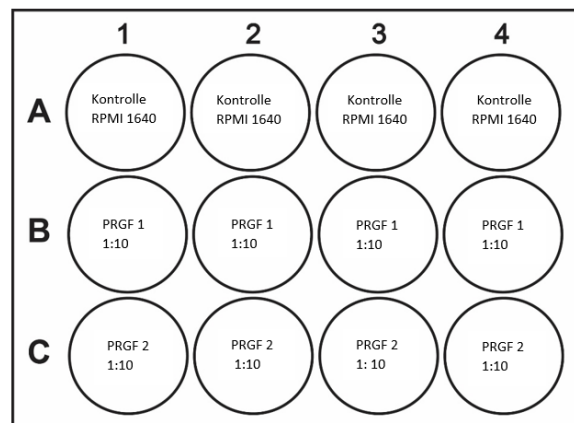 1 2 3 4
A
Kontrolle Kontrolle Kontrolle Kontrolle
RPMI 1640 RPMI 1640 RPMI 1640 RPMI 1640
B
PRGF 1 PRGF 1 PRGF 1 PRGF 1
1:10 1:10 1:10 1:10
C
PRGF 2 PRGF 2 PRGF 2 PRGF 2
1:10 1:10 1: 10 1:10